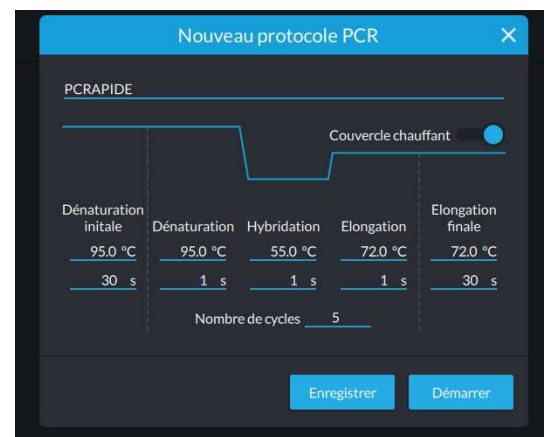 Nouveau protocole PCR
PCRAPIDE
Couvercle chauffant
Dénaturation initale
Dénaturation
Hybridation
Elongation
Elongation finale
95.0 °C 95.0 °C 55.0 °C 72.0 °C 72.0 °C
30 s 1 s 1 s 1 s 30 s
Nombre de cycles 5
Enregistrer Démarrer